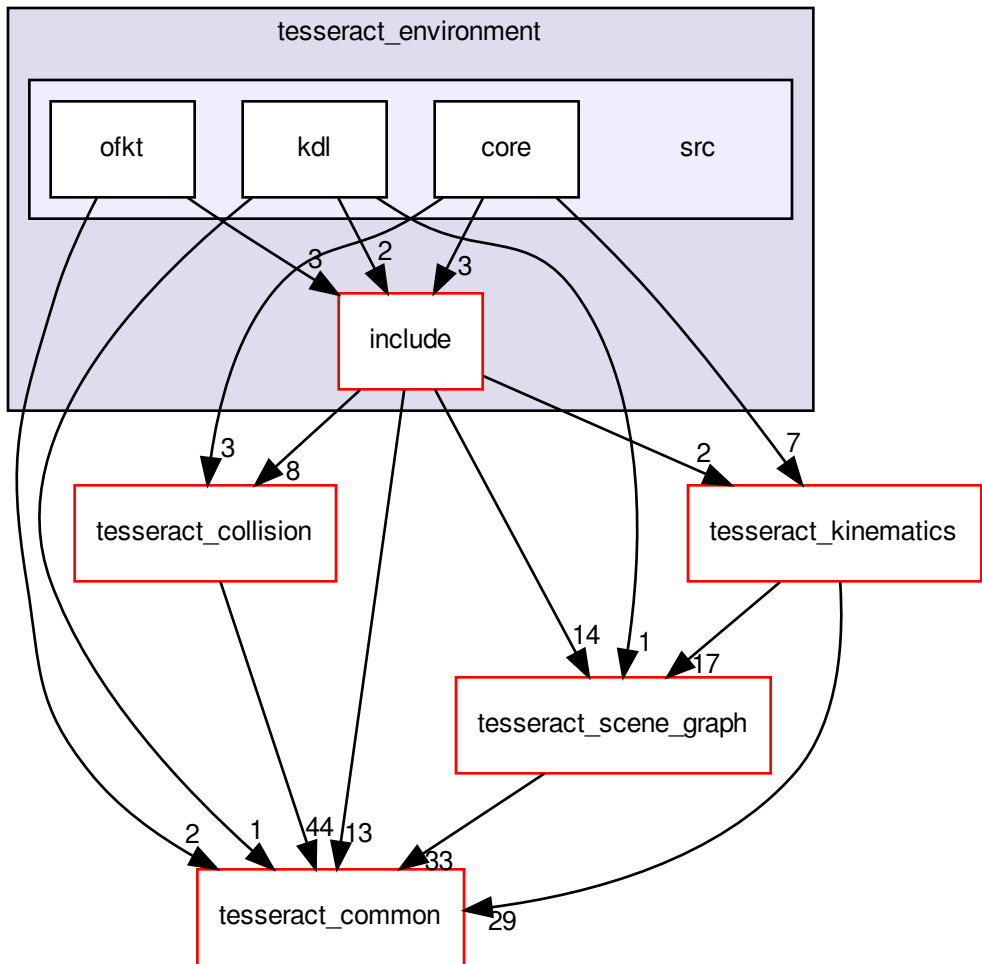 tesseract_environment
ofkt
kdl
core
src
3
2
3
include
3
8
2
7
tesseract_collision
tesseract_kinematics
14
1
17
tesseract_scene_graph
2
1
44
13
33
29
tesseract_common